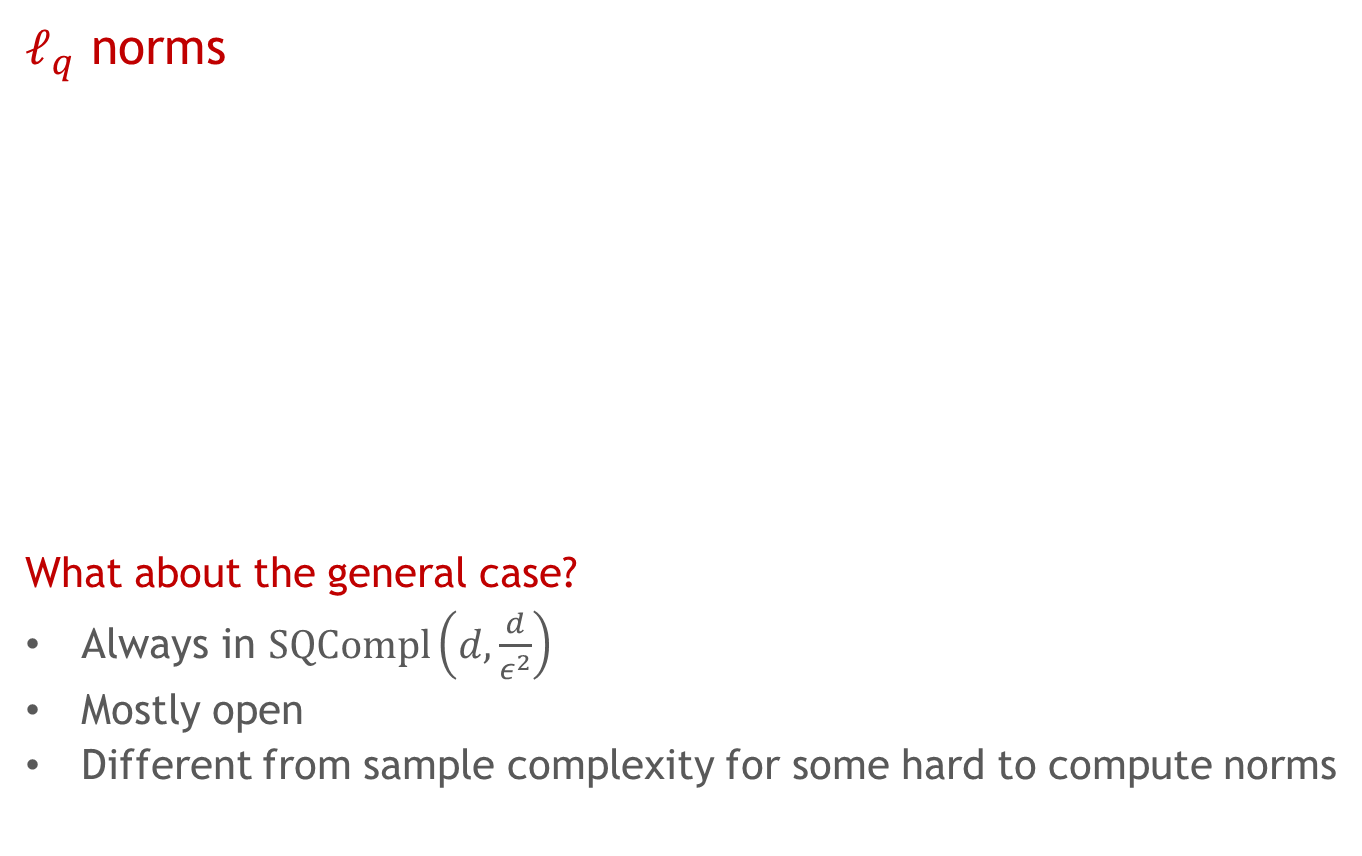 ℓ_q norms
What about the general case?
• Always in SQCompl(d, d/ϵ²)
• Mostly open
• Different from sample complexity for some hard to compute norms